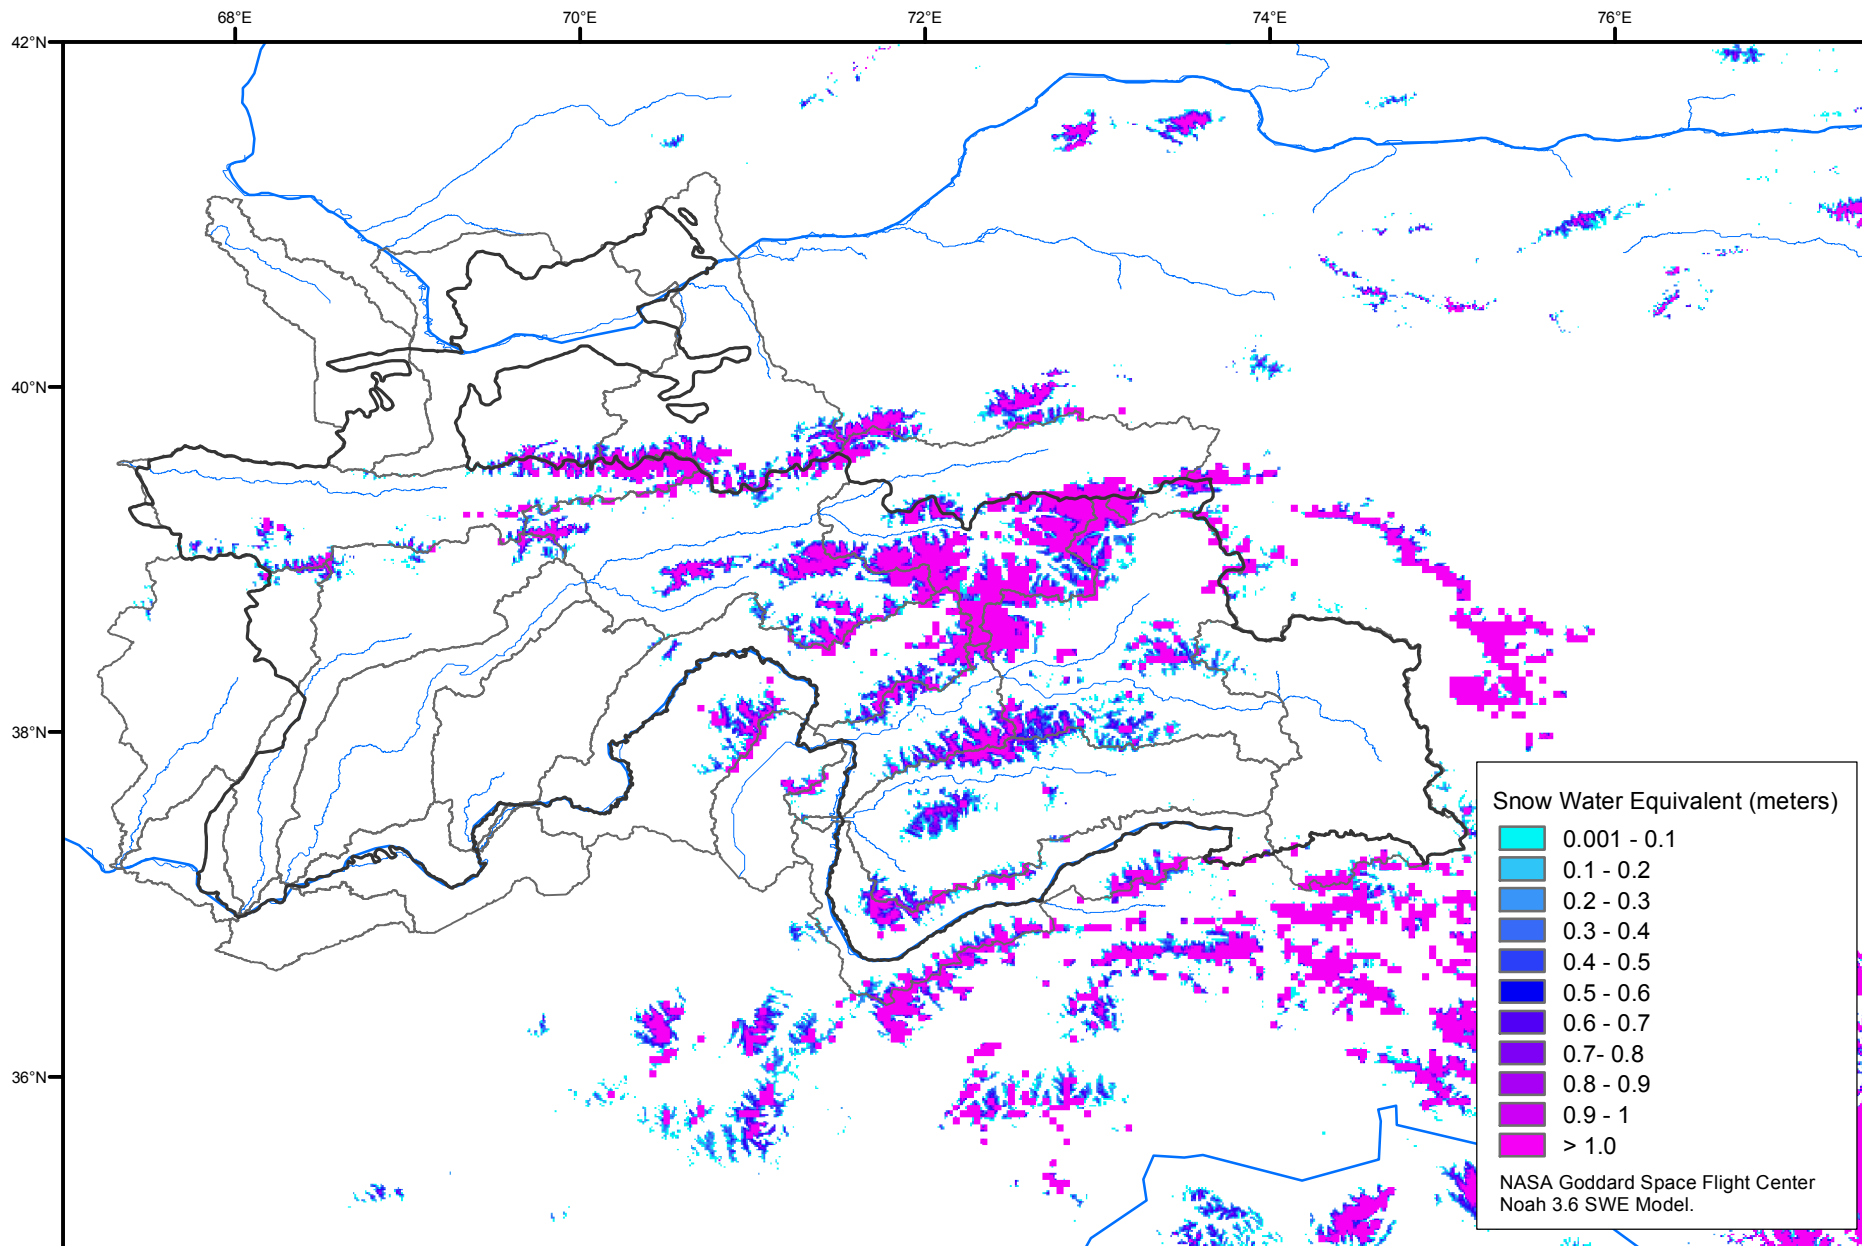 68°E
70°E
72°E
74°E
76°E
42°N
40°N
38°N
36°N
Snow Water Equivalent (meters)
0.001 - 0.1
0.1 - 0.2
0.2 - 0.3
0.3 - 0.4
0.4 - 0.5
0.5 - 0.6
0.6 - 0.7
0.7- 0.8
0.8 - 0.9
0.9 - 1
> 1.0
NASA Goddard Space Flight Center
Noah 3.6 SWE Model.